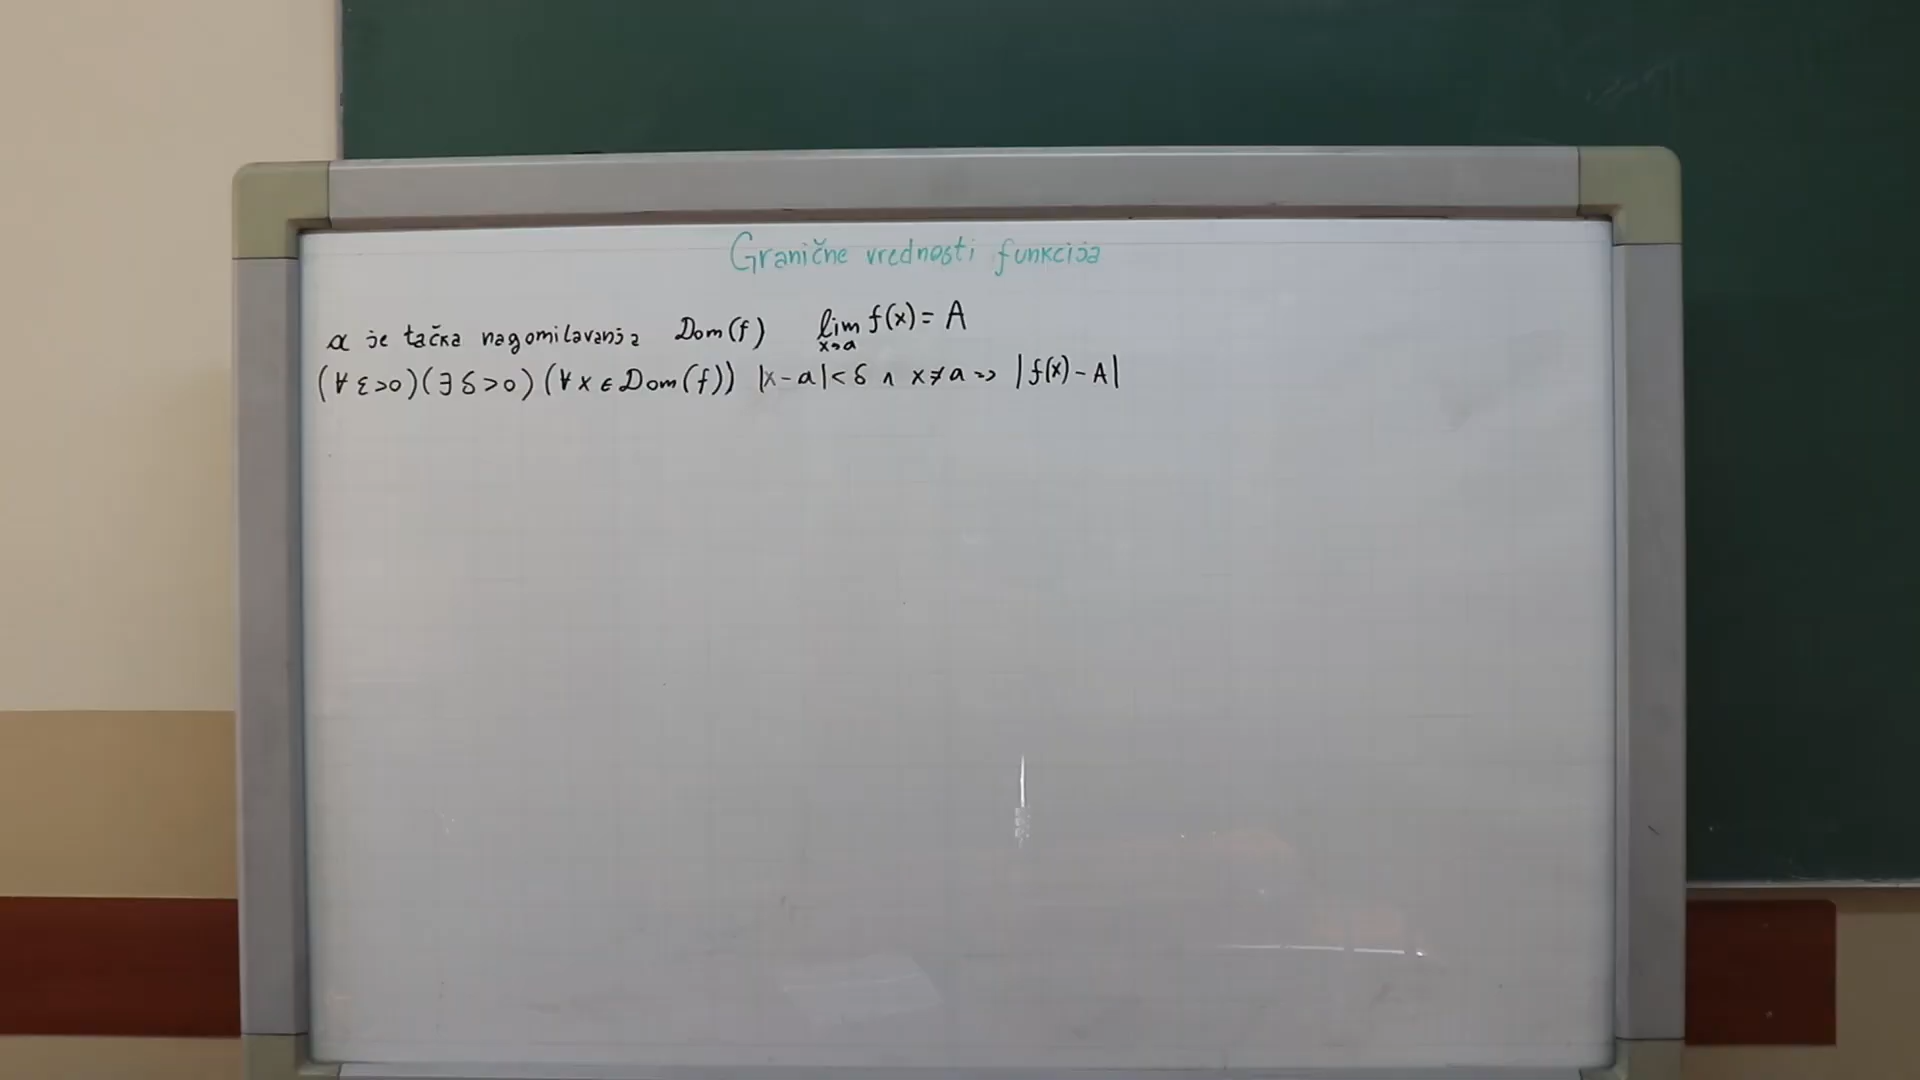 Granične vrednosti funkcija
a je tačka nagomilavanja Dom(f) lim x→a f(x) = A
(∀ε>0)(∃δ>0)(∀x∈Dom(f)) |x-a|<δ ∧ x≠a ⇒ |f(x)-A|